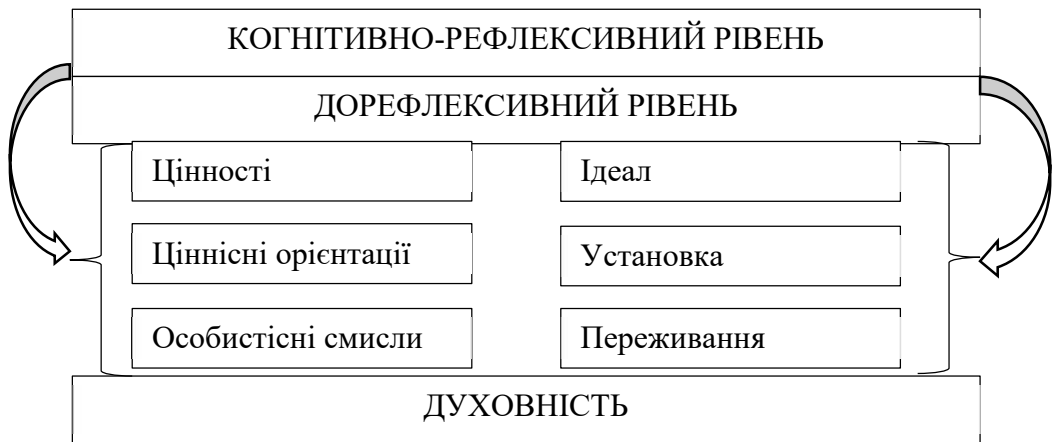 КОГНІТИВНО-РЕФЛЕКСИВНИЙ РІВЕНЬ
ДОРЕФЛЕКСИВНИЙ РІВЕНЬ
Цінності
Ідеал
Ціннісні орієнтації
Установка
Особистісні смисли
Переживання
ДУХОВНІСТЬ